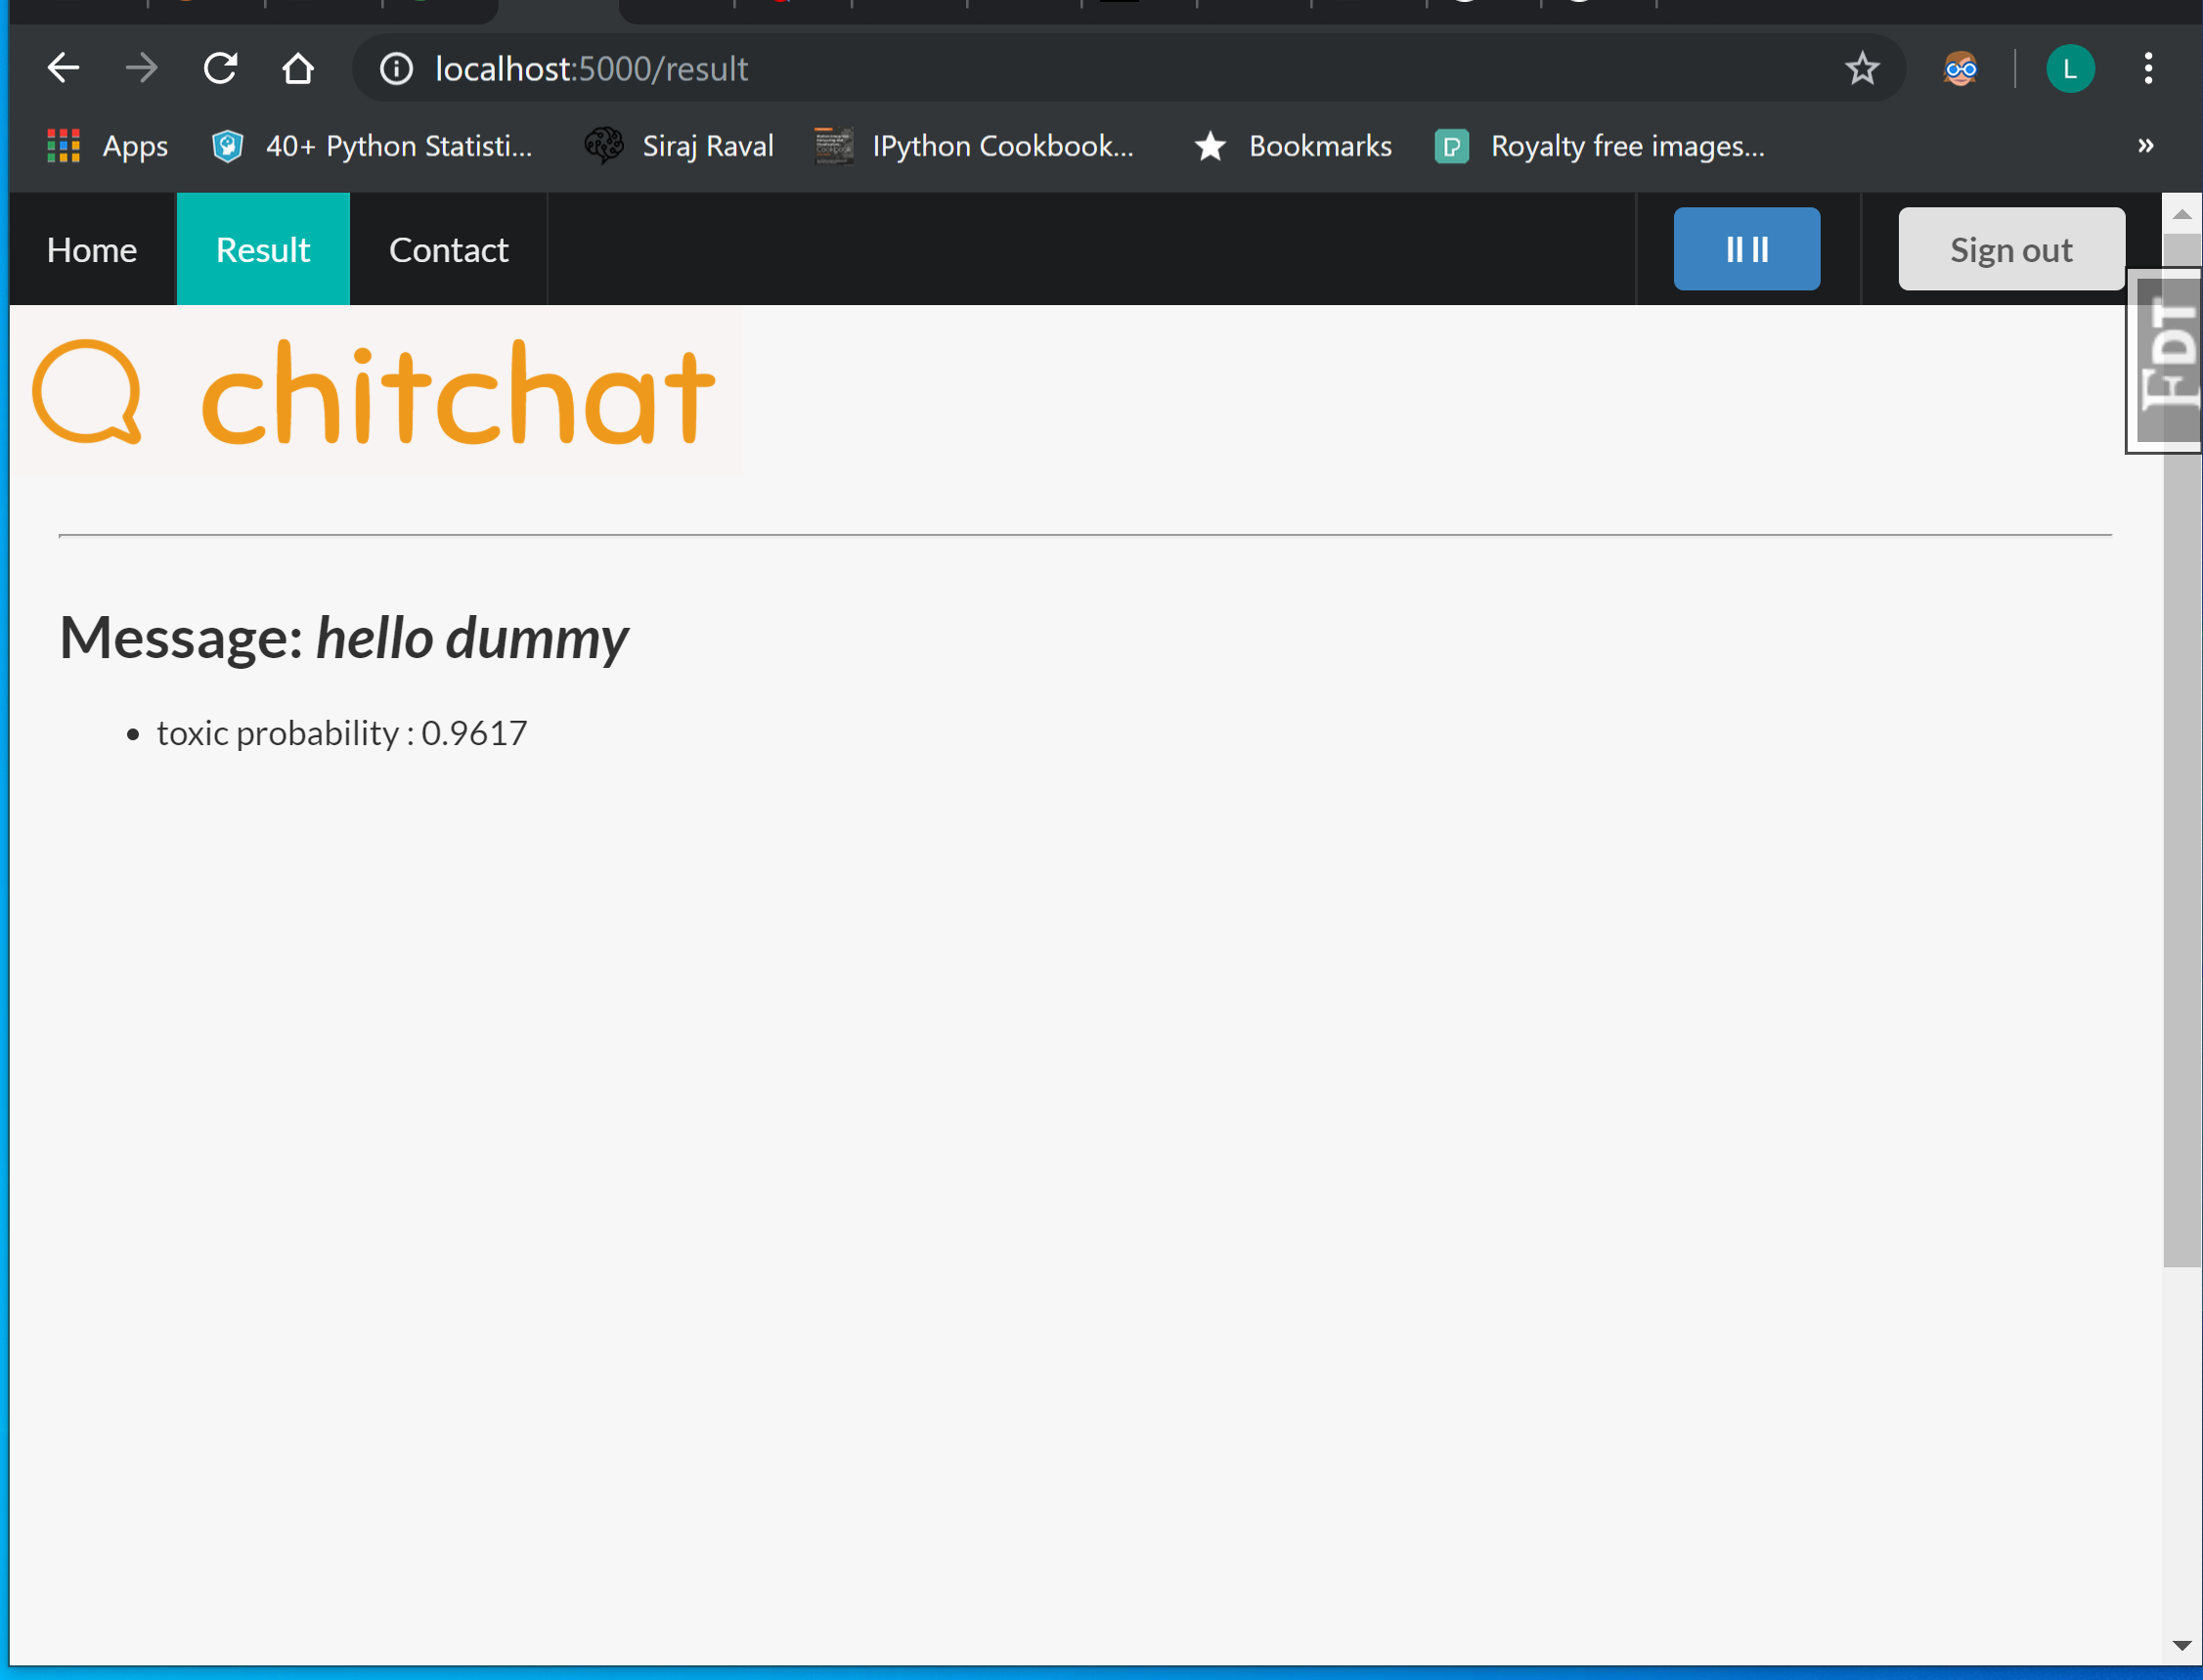 localhost:5000/result
Apps 40+ Python Statisti... Siraj Raval IPython Cookbook... Bookmarks Royalty free images... »
L
Home Result Contact Sign out
FDT
chitchat
Message: hello dummy
• toxic probability : 0.9617